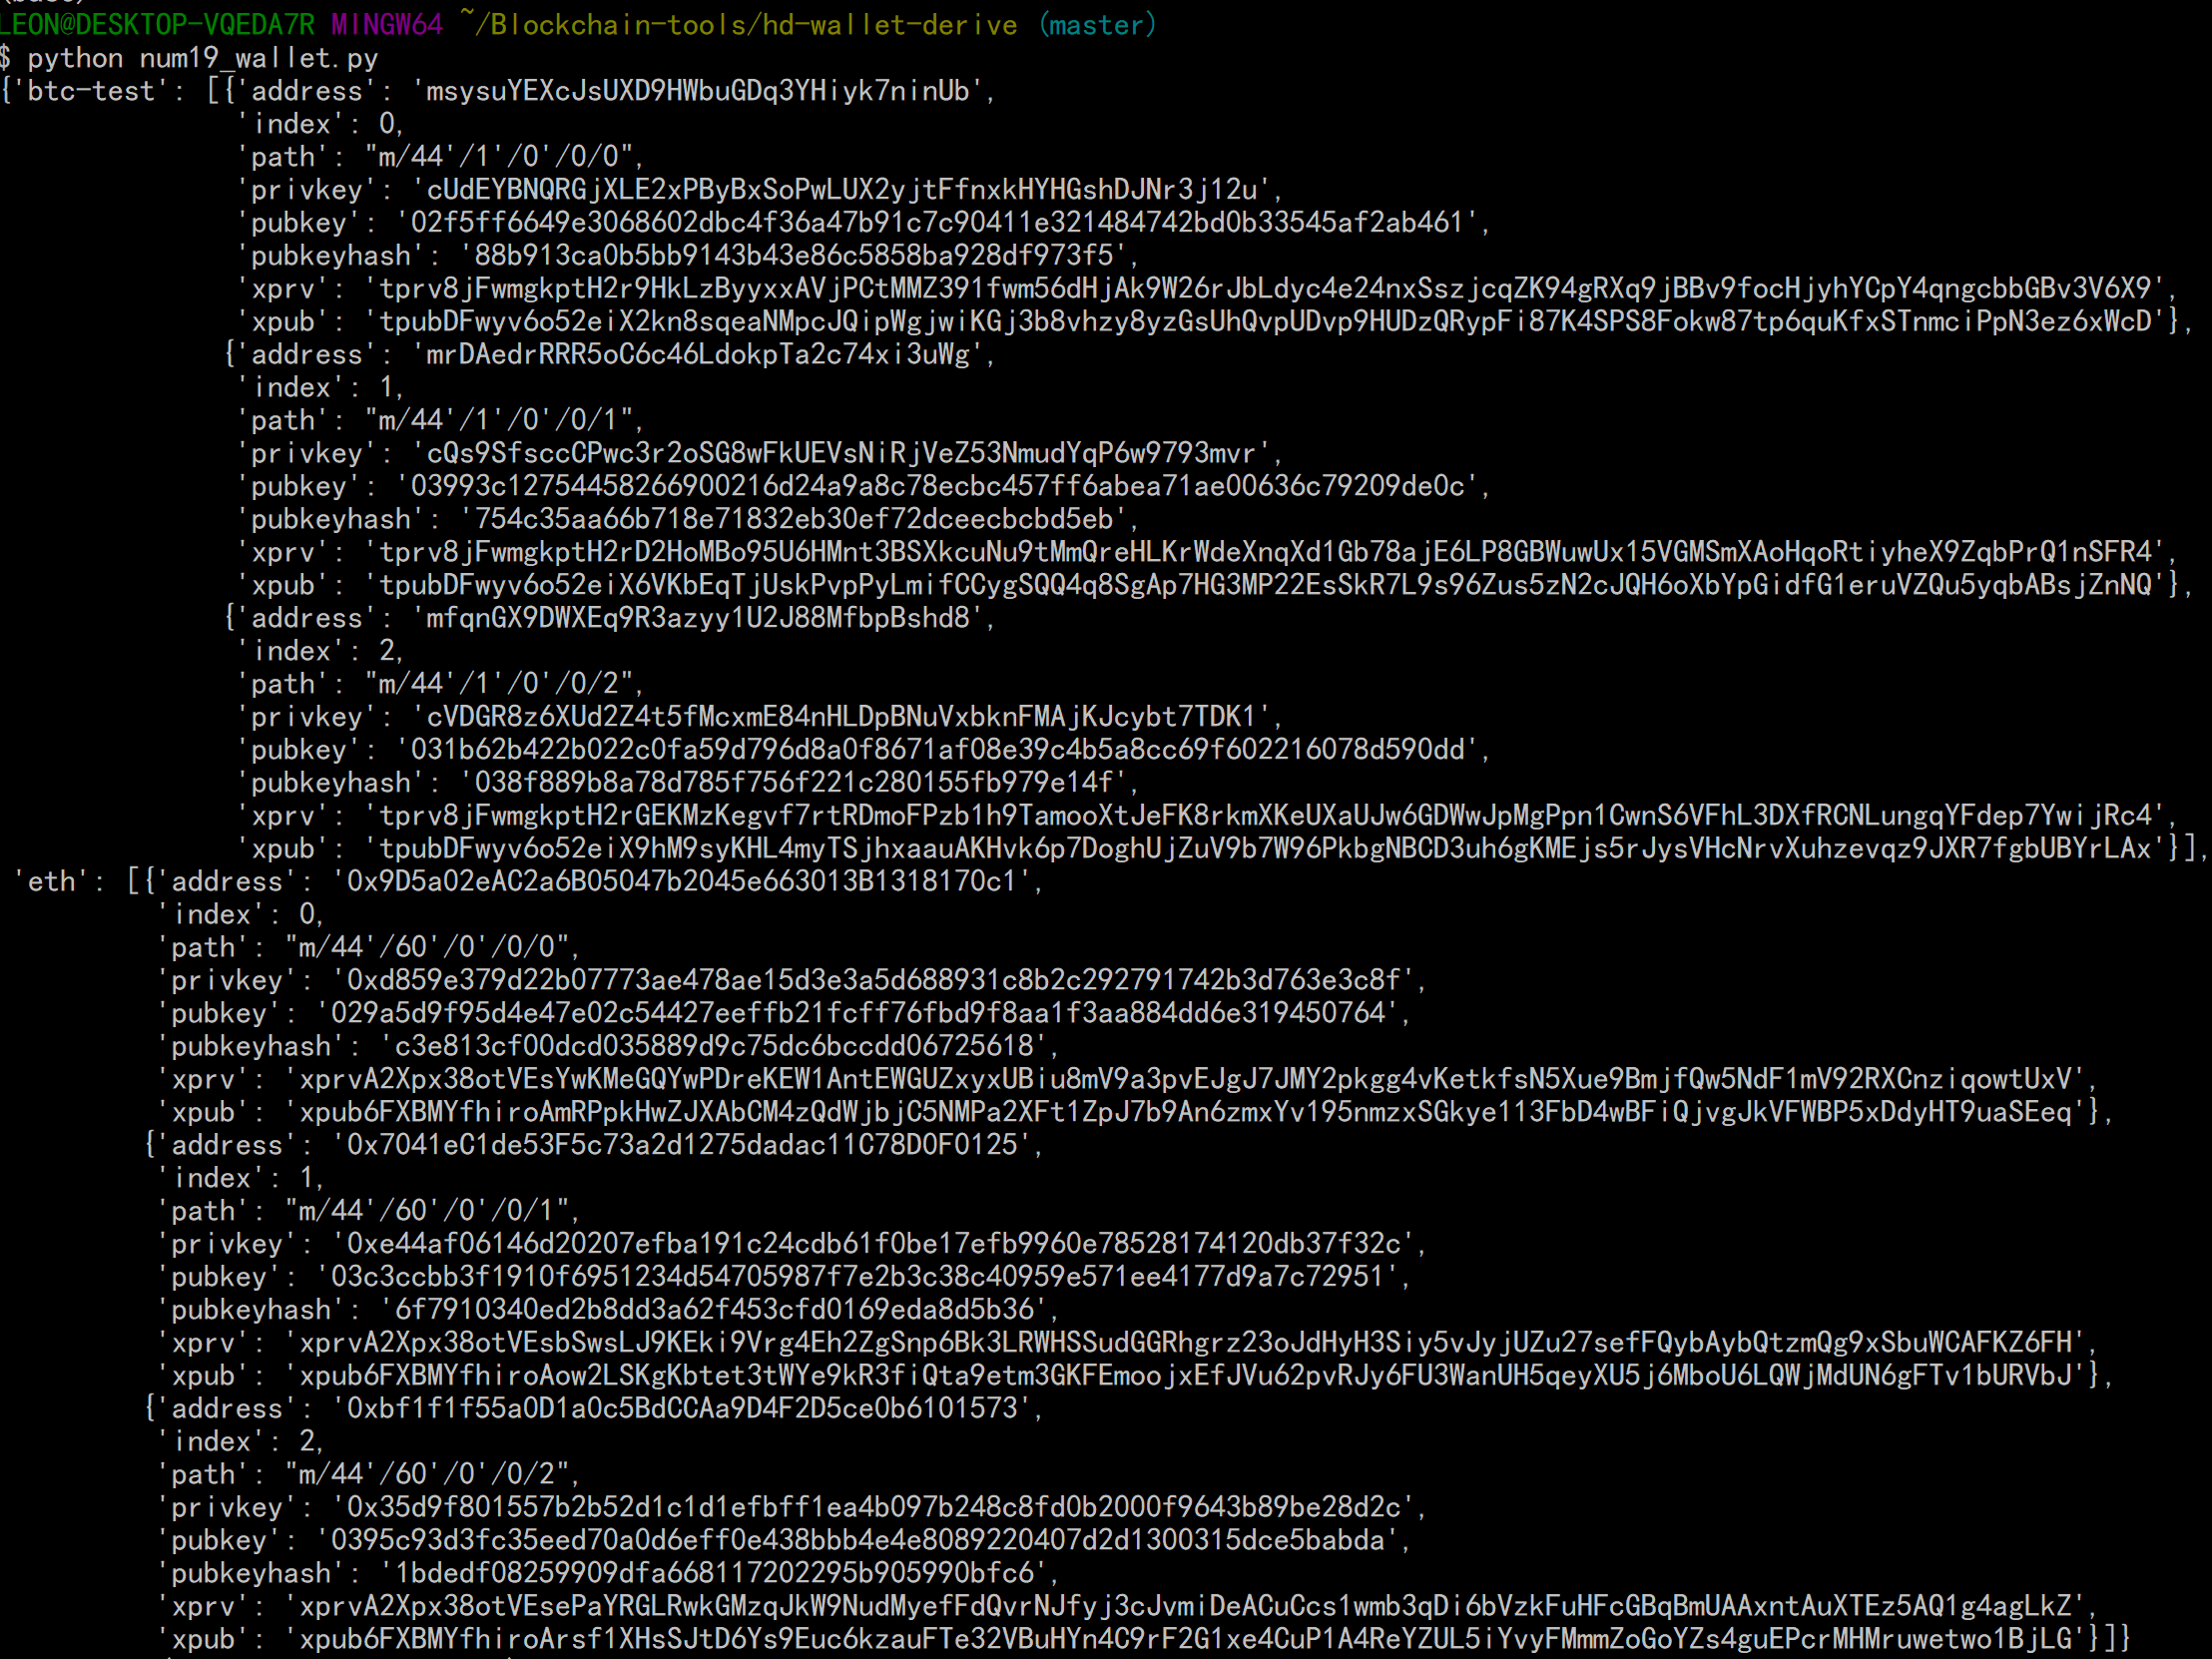 LEON@DESKTOP-VQEDA7R MINGW64 ~/Blockchain-tools/hd-wallet-derive (master)
$ python num19_wallet.py
{'btc-test': [{'address': 'msysuYEXcJsUXD9HWbuGDq3YHiyk7ninUb',
'index': 0,
'path': "m/44'/1'/0'/0/0",
'privkey': 'cUdEYBNQRGjXLE2xPByBxSoPwLUX2yjtFfnxkHYHGshDJNr3j12u',
'pubkey': '02f5ff6649e3068602dbc4f36a47b91c7c90411e321484742bd0b33545af2ab461',
'pubkeyhash': '88b913ca0b5bb9143b43e86c5858ba928df973f5',
'xprv': 'tprv8jFwmgkptH2r9HkLzByyxxAVjPCtMMZ391fwm56dHjAk9W26rJbLdyc4e24nxSszjcqZK94gRXq9jBBv9focHjyhYCpY4qngcbbGBv3V6X9',
'xpub': 'tpubDFwyv6o52eiX2kn8sqeaNMpcJQipWgjwiKGj3b8vhzy8yzGsUhQvpUDvp9HUDzQRypFi87K4SPS8Fokw87tp6quKfxSTnmciPpN3ez6xWcD'},
{'address': 'mrDAedrRRR5oC6c46LdokpTa2c74xi3uWg',
'index': 1,
'path': "m/44'/1'/0'/0/1",
'privkey': 'cQs9SfsccCPwc3r2oSG8wFkUEVsNiRjVeZ53NmudYqP6w9793mvr',
'pubkey': '03993c12754458266900216d24a9a8c78ecbc457ff6abea71ae00636c79209de0c',
'pubkeyhash': '754c35aa66b718e71832eb30ef72dceecbcbd5eb',
'xprv': 'tprv8jFwmgkptH2rD2HoMBo95U6HMnt3BSXkcuNu9tMmQreHLKrWdeXnqXd1Gb78ajE6LP8GBWuwUx15VGMSmXAoHqoRtiyheX9ZqbPrQ1nSFR4',
'xpub': 'tpubDFwyv6o52eiX6VKbEqTjUskPvpPyLmifCCygSQQ4q8SgAp7HG3MP22EsSkR7L9s96Zus5zN2cJQH6oXbYpGidfG1eruVZQu5yqbABsjZnNQ'},
{'address': 'mfqnGX9DWXEq9R3azyy1U2J88MfbpBshd8',
'index': 2,
'path': "m/44'/1'/0'/0/2",
'privkey': 'cVDGR8z6XUd2Z4t5fMcxmE84nHLDpBNuVxbknFMAjKJcybt7TDK1',
'pubkey': '031b62b422b022c0fa59d796d8a0f8671af08e39c4b5a8cc69f602216078d590dd',
'pubkeyhash': '038f889b8a78d785f756f221c280155fb979e14f',
'xprv': 'tprv8jFwmgkptH2rGEKMzKegvf7rtRDmoFPzb1h9TamooXtJeFK8rkmXKeUXaUJw6GDWwJpMgPpn1CwnS6VFhL3DXfRCNLungqYFdep7YwijRc4',
'xpub': 'tpubDFwyv6o52eiX9hM9syKHL4myTSjhxaauAKHvk6p7DoghUjZuV9b7W96PkbgNBCD3uh6gKMEjs5rJysVHcNrvXuhzevqz9JXR7fgbUBYrLAx'}],
'eth': [{'address': '0x9D5a02eAC2a6B05047b2045e663013B1318170c1',
'index': 0,
'path': "m/44'/60'/0'/0/0",
'privkey': '0xd859e379d22b07773ae478ae15d3e3a5d688931c8b2c292791742b3d763e3c8f',
'pubkey': '029a5d9f95d4e47e02c54427eeffb21fcff76fbd9f8aa1f3aa884dd6e319450764',
'pubkeyhash': 'c3e813cf00dcd035889d9c75dc6bccdd06725618',
'xprv': 'xprvA2Xpx38otVEsYwKMeGQYwPDreKEW1AntEWGUZxyxUBiu8mV9a3pvEJgJ7JMY2pkgg4vKetkfsN5Xue9BmjfQw5NdF1mV92RXCnziqowtUxV',
'xpub': 'xpub6FXBMYfhiroAmRPpkHwZJXAbCM4zQdWjbjC5NMPa2XFt1ZpJ7b9An6zmxYv195nmzxSGkye113FbD4wBFiQjvgJkVFWBP5xDdyHT9uaSEeq'},
{'address': '0x7041eC1de53F5c73a2d1275dadac11C78D0F0125',
'index': 1,
'path': "m/44'/60'/0'/0/1",
'privkey': '0xe44af06146d20207efba191c24cdb61f0be17efb9960e78528174120db37f32c',
'pubkey': '03c3ccbb3f1910f6951234d54705987f7e2b3c38c40959e571ee4177d9a7c72951',
'pubkeyhash': '6f7910340ed2b8dd3a62f453cfd0169eda8d5b36',
'xprv': 'xprvA2Xpx38otVEsbSwsLJ9KEki9Vrg4Eh2ZgSnp6Bk3LRWHSSudGGRhgrz23oJdHyH3Siy5vJyjUZu27sefFQybAybQtzmQg9xSbuWCAFKZ6FH',
'xpub': 'xpub6FXBMYfhiroAow2LSKgKbtet3tWYe9kR3fiQta9etm3GKFEmoojxEfJVu62pvRJy6FU3WanUH5qeyXU5j6MboU6LQWjMdUN6gFTv1bURVbJ'},
{'address': '0xbf1f1f55a0D1a0c5BdCCAa9D4F2D5ce0b6101573',
'index': 2,
'path': "m/44'/60'/0'/0/2",
'privkey': '0x35d9f801557b2b52d1c1d1efbff1ea4b097b248c8fd0b2000f9643b89be28d2c',
'pubkey': '0395c93d3fc35eed70a0d6eff0e438bbb4e4e8089220407d2d1300315dce5babda',
'pubkeyhash': '1bdedf08259909dfa668117202295b905990bfc6',
'xprv': 'xprvA2Xpx38otVEsePaYRGLRwkGMzqJkW9NudMyefFdQvrNJfyj3cJvmiDeACuCcs1wmb3qDi6bVzkFuHFcGBqBmUAAxntAuXTEz5AQ1g4agLkZ',
'xpub': 'xpub6FXBMYfhiroArsf1XHsSJtD6Ys9Euc6kzauFTe32VBuHYn4C9rF2G1xe4CuP1A4ReYZUL5iYvyFMmmZoGoYZs4guEPcrMHMruwetwo1BjLG'}]}